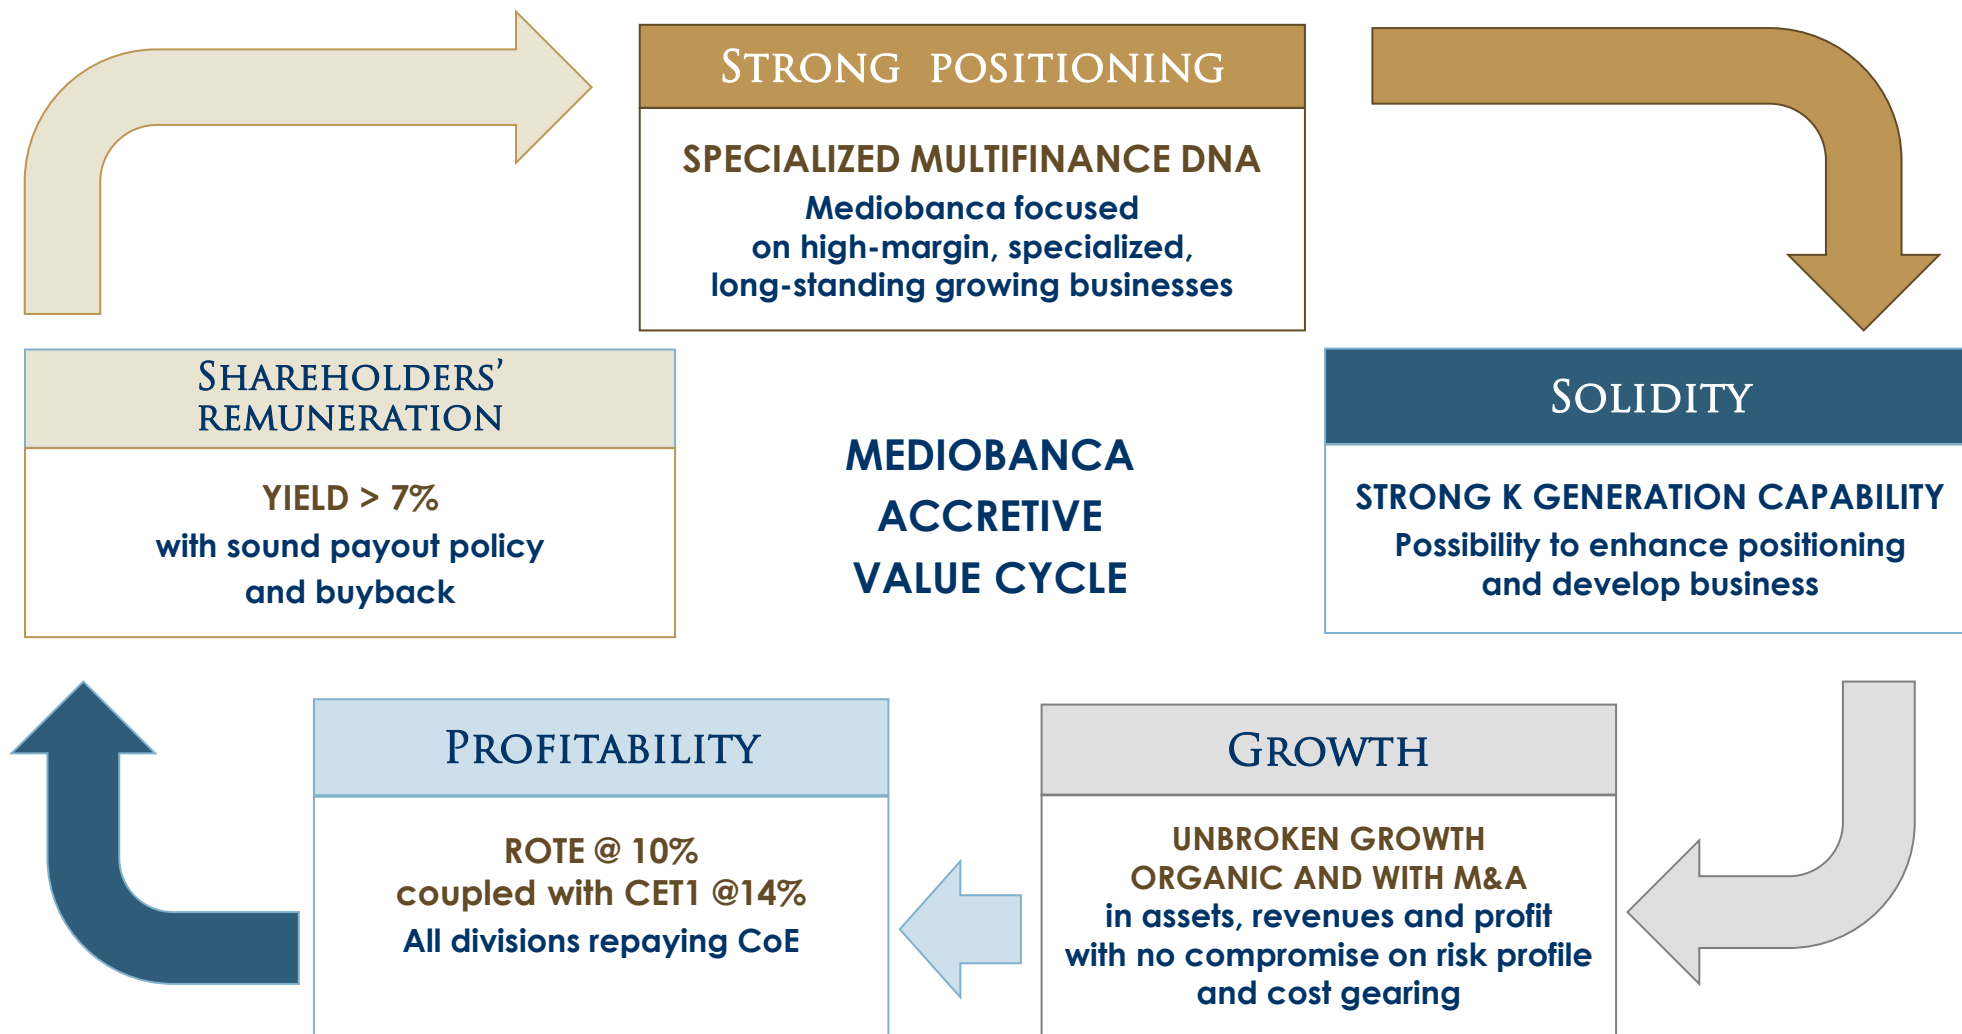 STRONG POSITIONING
SPECIALIZED MULTIFINANCE DNA
Mediobanca focused
on high-margin, specialized,
long-standing growing businesses
SHAREHOLDERS’
REMUNERATION
YIELD > 7%
with sound payout policy
and buyback
MEDIOBANCA
ACCRETIVE
VALUE CYCLE
SOLIDITY
STRONG K GENERATION CAPABILITY
Possibility to enhance positioning
and develop business
PROFITABILITY
ROTE @ 10%
coupled with CET1 @14%
All divisions repaying CoE
GROWTH
UNBROKEN GROWTH
ORGANIC AND WITH M&A
in assets, revenues and profit
with no compromise on risk profile
and cost gearing